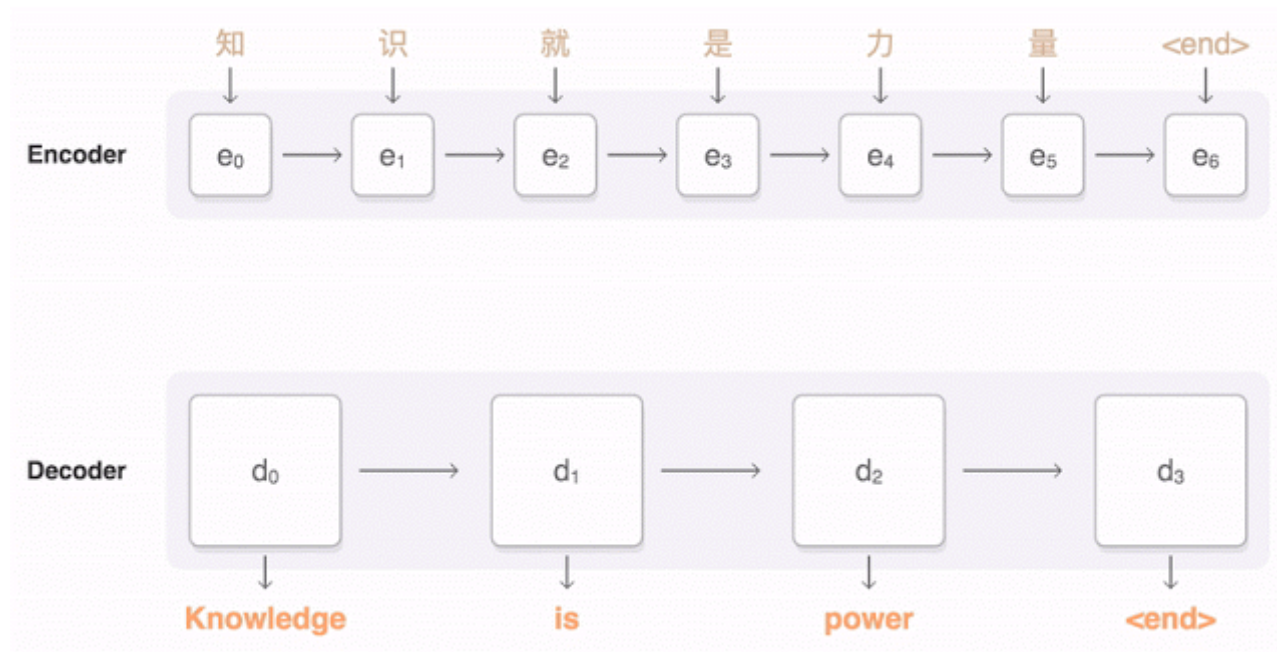 知 识 就 是 力 量 <end>
Encoder e₀ e₁ e₂ e₃ e₄ e₅ e₆
Decoder d₀ d₁ d₂ d₃
Knowledge is power <end>